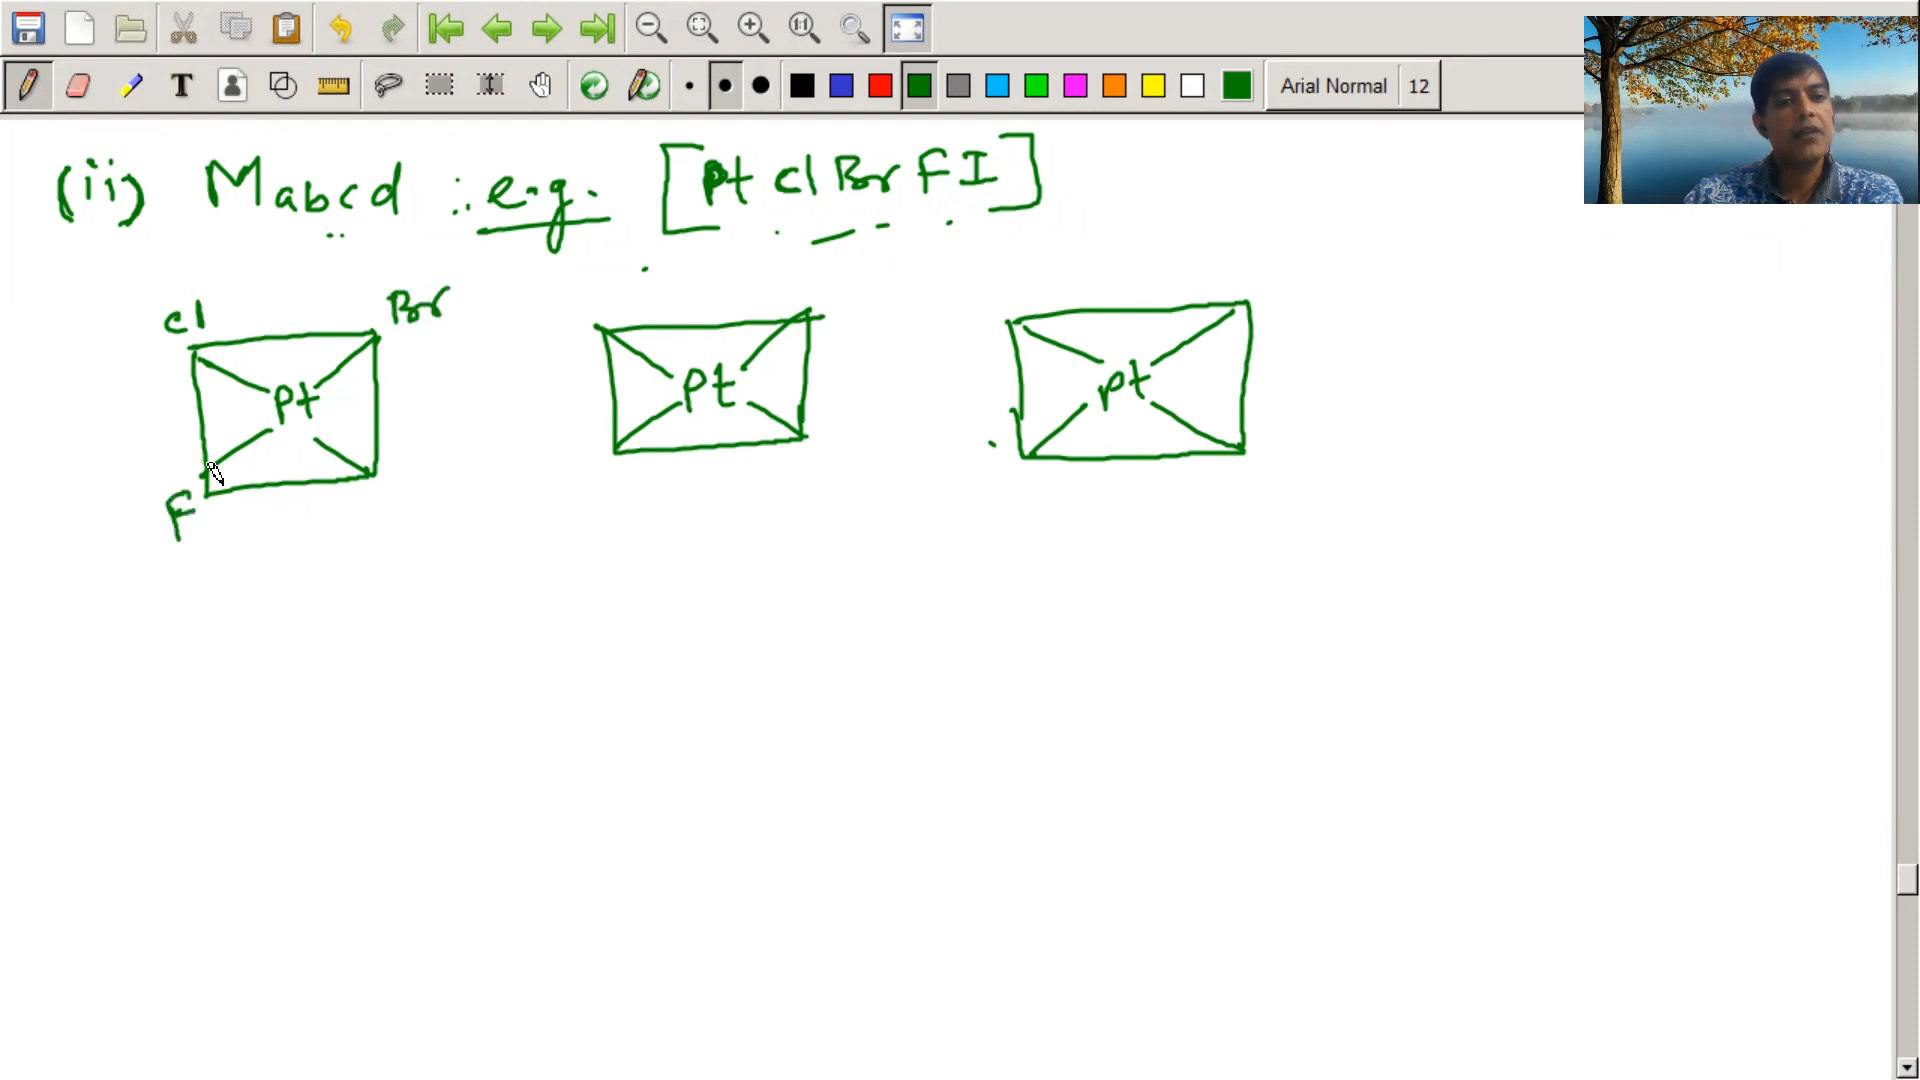 Arial Normal 12
(ii) Mabcd :. e.g. [Pt Cl Br F I]
Cl Br
Pt Pt Pt
F